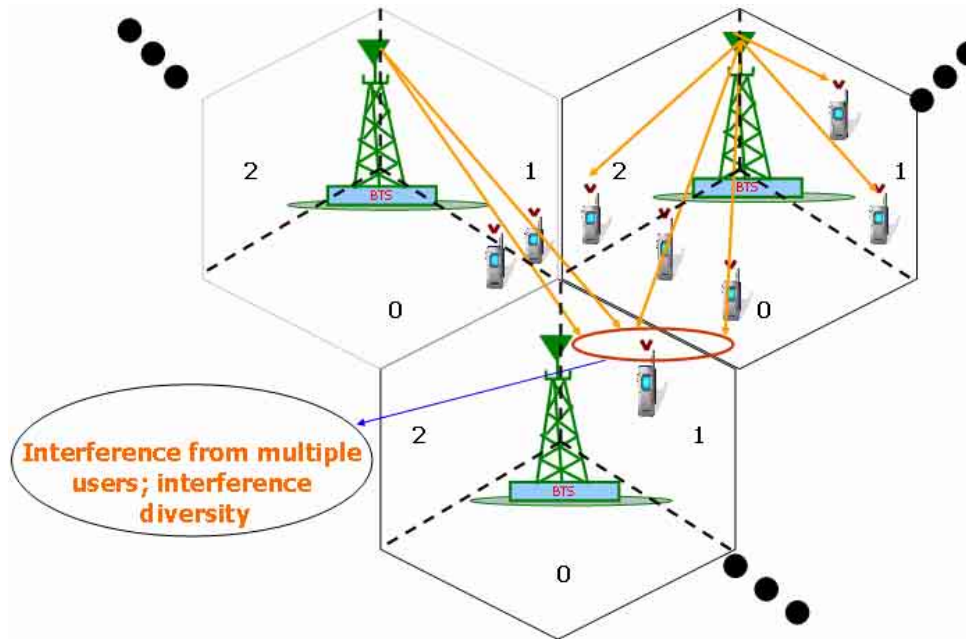 2
1
2
1
BTS
BTS
0
0
2
1
Interference from multiple
users; interference
diversity
BTS
0